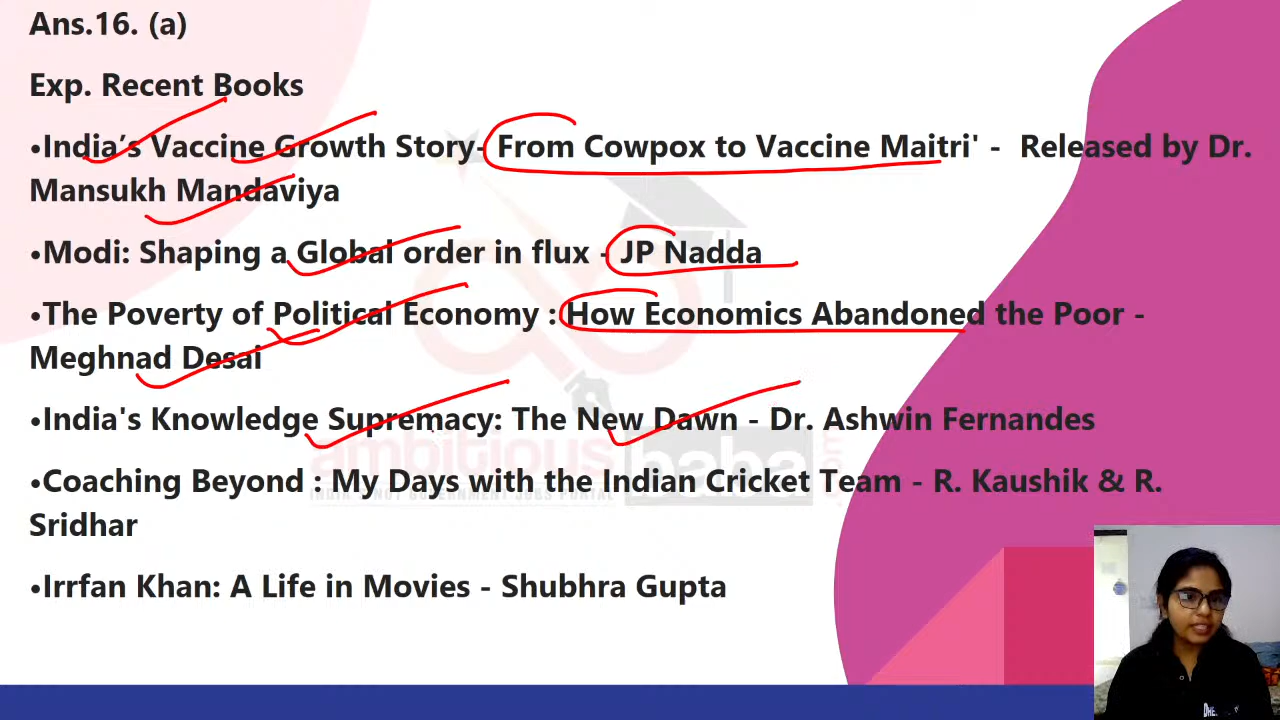 Ans.16. (a)
Exp. Recent Books
•India's Vaccine Growth Story- From Cowpox to Vaccine Maitri' - Released by Dr.
Mansukh Mandaviya
•Modi: Shaping a Global order in flux - JP Nadda
•The Poverty of Political Economy : How Economics Abandoned the Poor -
Meghnad Desai
•India's Knowledge Supremacy: The New Dawn - Dr. Ashwin Fernandes
ambitious baba .com
•Coaching Beyond : My Days with the Indian Cricket Team - R. Kaushik & R.
Sridhar
•Irrfan Khan: A Life in Movies - Shubhra Gupta